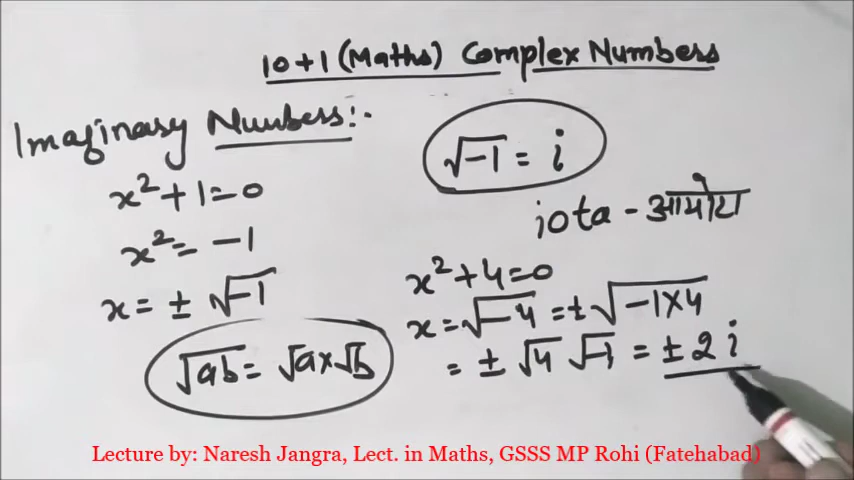 10+1 (Maths) Complex Numbers
Imaginary Numbers:-
x²+1=0
x²= -1
x= ± √-1
√ab = √a×√b
√-1 = i
iota - आयोटा
x²+4=0
x=√-4 =± √-1×4
= ± √4 √-1 = ± 2 i
Lecture by: Naresh Jangra, Lect. in Maths, GSSS MP Rohi (Fatehabad)